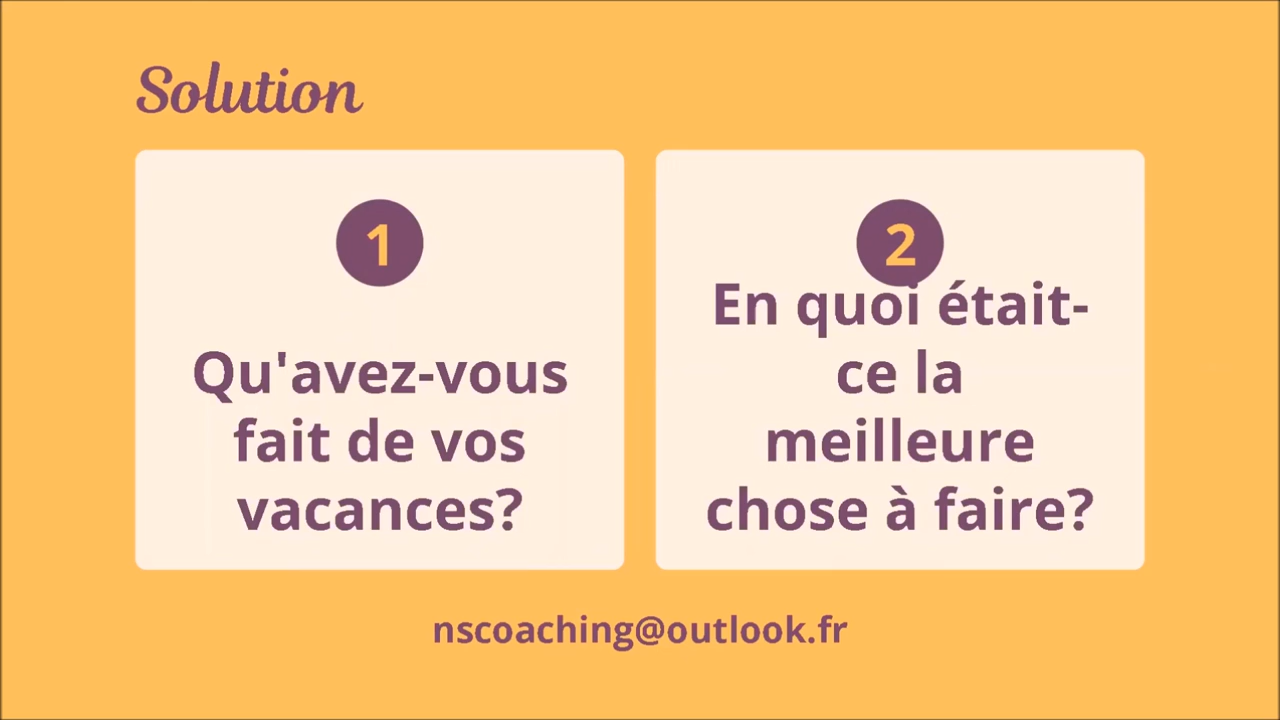 Solution
1
Qu'avez-vous
fait de vos
vacances?
2
En quoi était-
ce la
meilleure
chose à faire?
nscoaching@outlook.fr